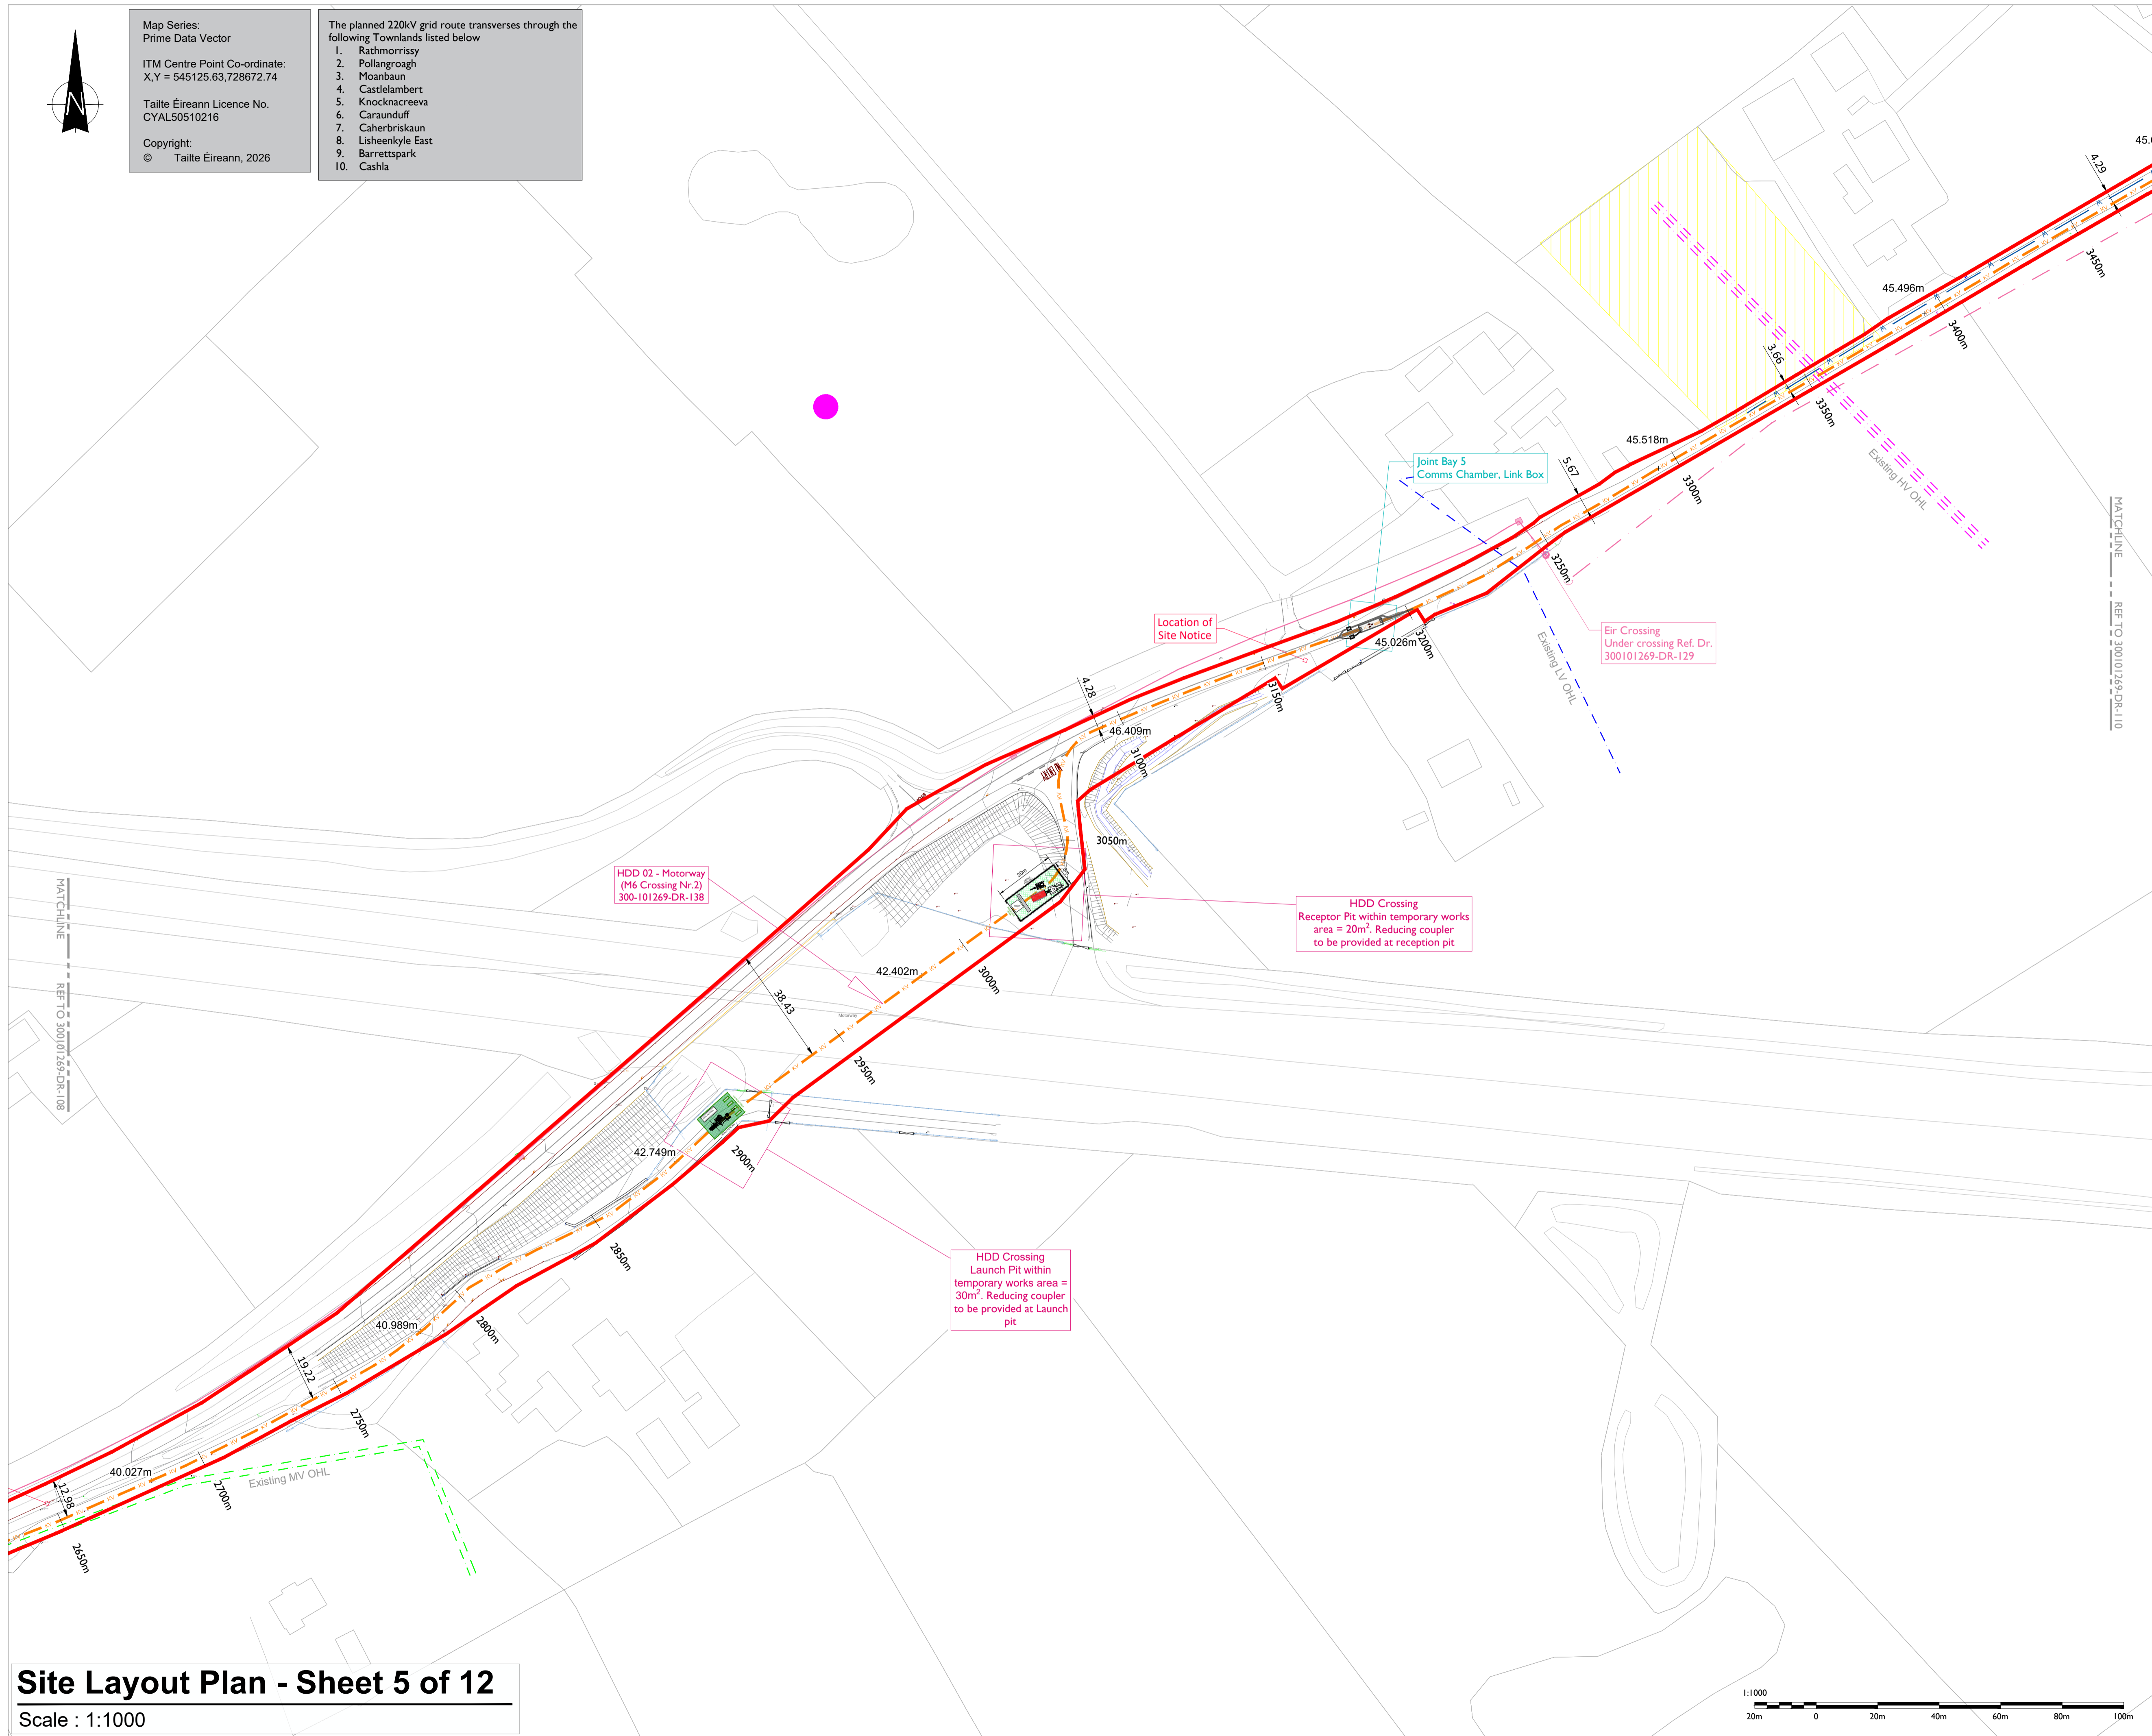 Map Series:
Prime Data Vector
ITM Centre Point Co-ordinate:
X,Y = 545125.63,728672.74
Tailte Éireann Licence No.
CYAL50510216
Copyright:
© Tailte Éireann, 2026
The planned 220kV grid route transverses through the
following Townlands listed below
1. Rathmorrissy
2. Pollangroagh
3. Moanbaun
4. Castlelambert
5. Knocknacreeva
6. Caraunduff
7. Caherbriskaun
8. Lisheenkyle East
9. Barrettspark
10. Cashla
N
4.29
3450m
45.496m
3400m
3.66
3350m
Existing HV OHL
45.518m
3300m
5.67
Joint Bay 5
Comms Chamber, Link Box
3250m
MATCHLINE
REF TO 300101269-DR-110
Location of
Site Notice
45.026m
3200m
Eir Crossing
Under crossing Ref. Dr.
300101269-DR-129
Existing LV OHL
3150m
4.28
46.409m
3100m
3050m
20m
HDD 02 - Motorway
(M6 Crossing Nr.2)
300-101269-DR-138
HDD Crossing
Receptor Pit within temporary works
area = 20m². Reducing coupler
to be provided at reception pit
MATCHLINE
REF TO 300101269-DR-108
42.402m
3000m
38.43
Motorway
2950m
42.749m
2900m
2850m
HDD Crossing
Launch Pit within
temporary works area =
30m². Reducing coupler
to be provided at Launch
pit
40.989m
2800m
19.22
2750m
40.027m
12.98
2700m
Existing MV OHL
2650m
Site Layout Plan - Sheet 5 of 12
Scale : 1:1000
1:1000
20m 0 20m 40m 60m 80m 100m